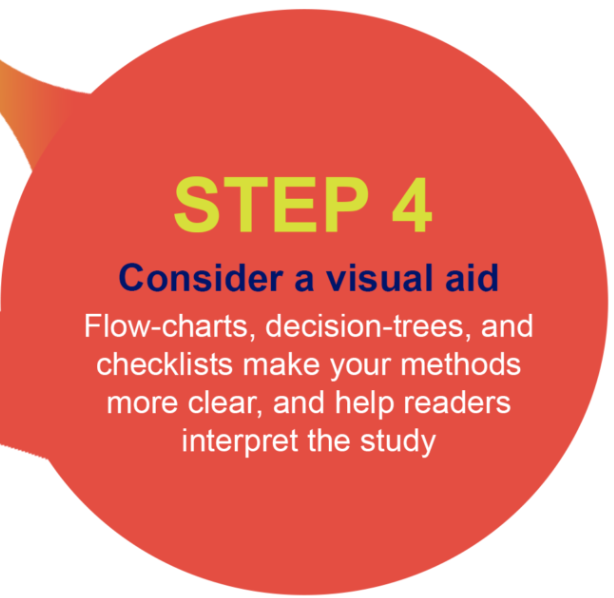 STEP 4
Consider a visual aid
Flow-charts, decision-trees, and
checklists make your methods
more clear, and help readers
interpret the study